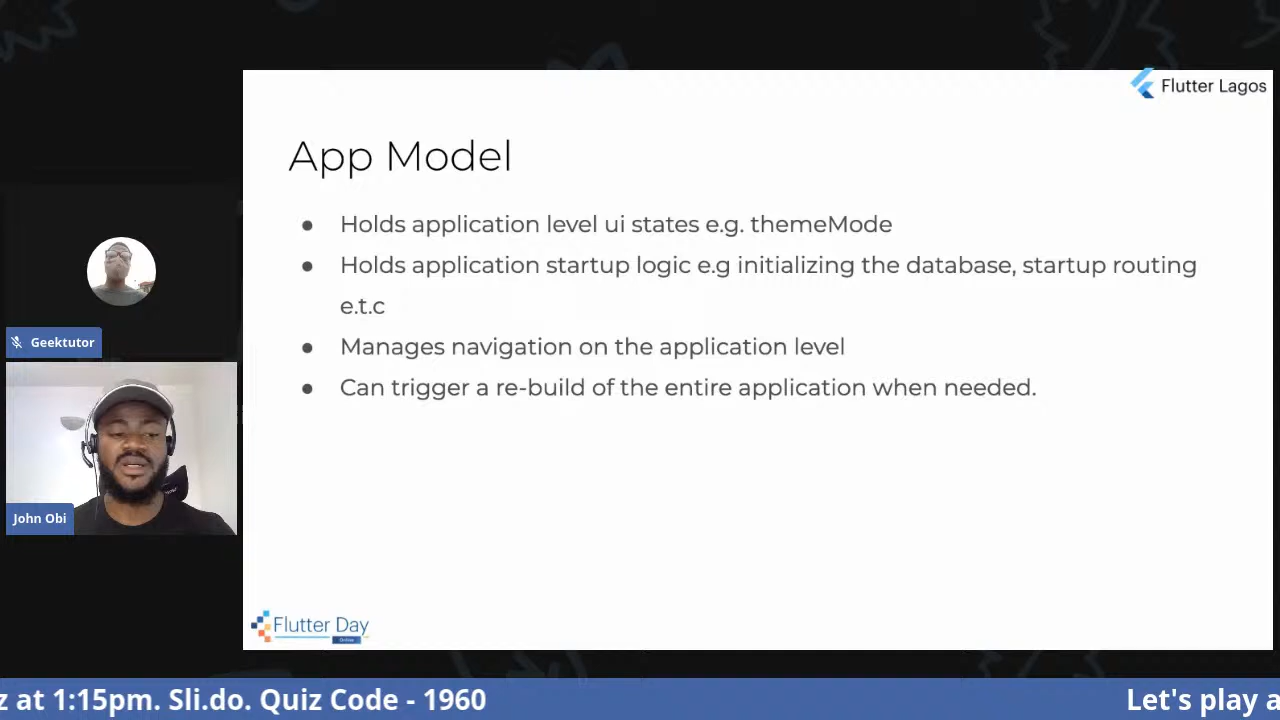 Flutter Lagos
App Model
● Holds application level ui states e.g. themeMode
● Holds application startup logic e.g initializing the database, startup routing
e.t.c
● Manages navigation on the application level
● Can trigger a re-build of the entire application when needed.
Geektutor
John Obi
Flutter Day
Online
z at 1:15pm. Sli.do. Quiz Code - 1960
Let's play a